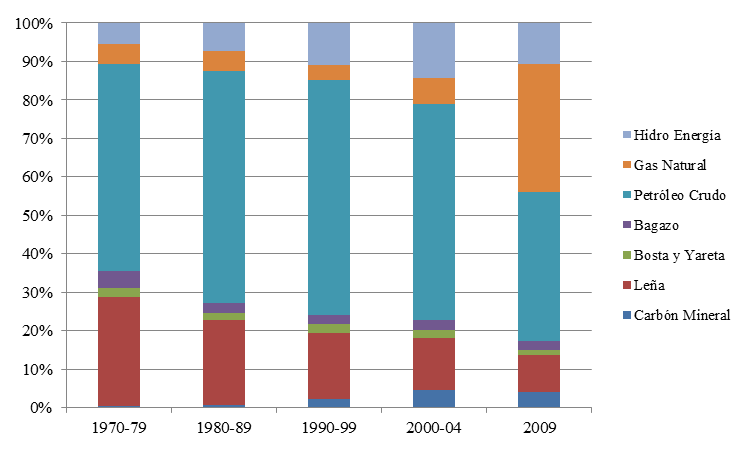 100%
90%
80%
70%
60%
50%
40%
30%
20%
10%
0%
1970-79
1980-89
1990-99
2000-04
2009
Hidro Energía
Gas Natural
Petróleo Crudo
Bagazo
Bosta y Yareta
Leña
Carbón Mineral